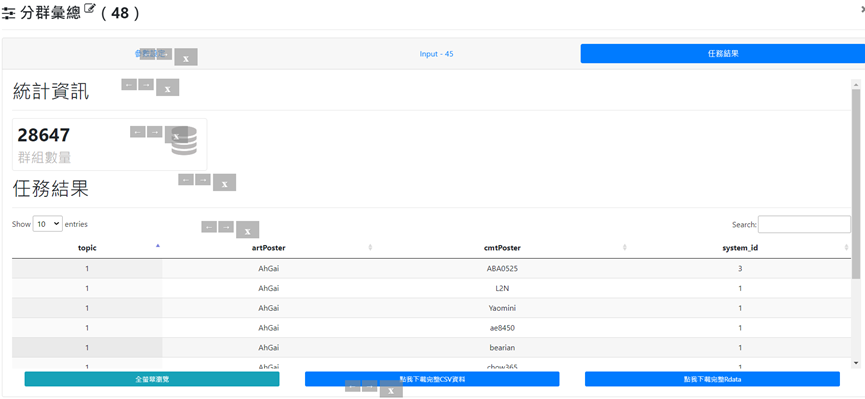 分群彙總 ( 48 )
Input - 45
任務結果
統計資訊
28647
群組數量
任務結果
Show 10 entries
Search:
topic artPoster cmtPoster system_id
1 AhGai ABA0525 3
1 AhGai L2N 1
1 AhGai Yaomini 1
1 AhGai ae8450 1
1 AhGai bearian 1
1 AhGai chow365 1
全螢幕瀏覽 點我下載完整CSV資料 點我下載完整Rdata